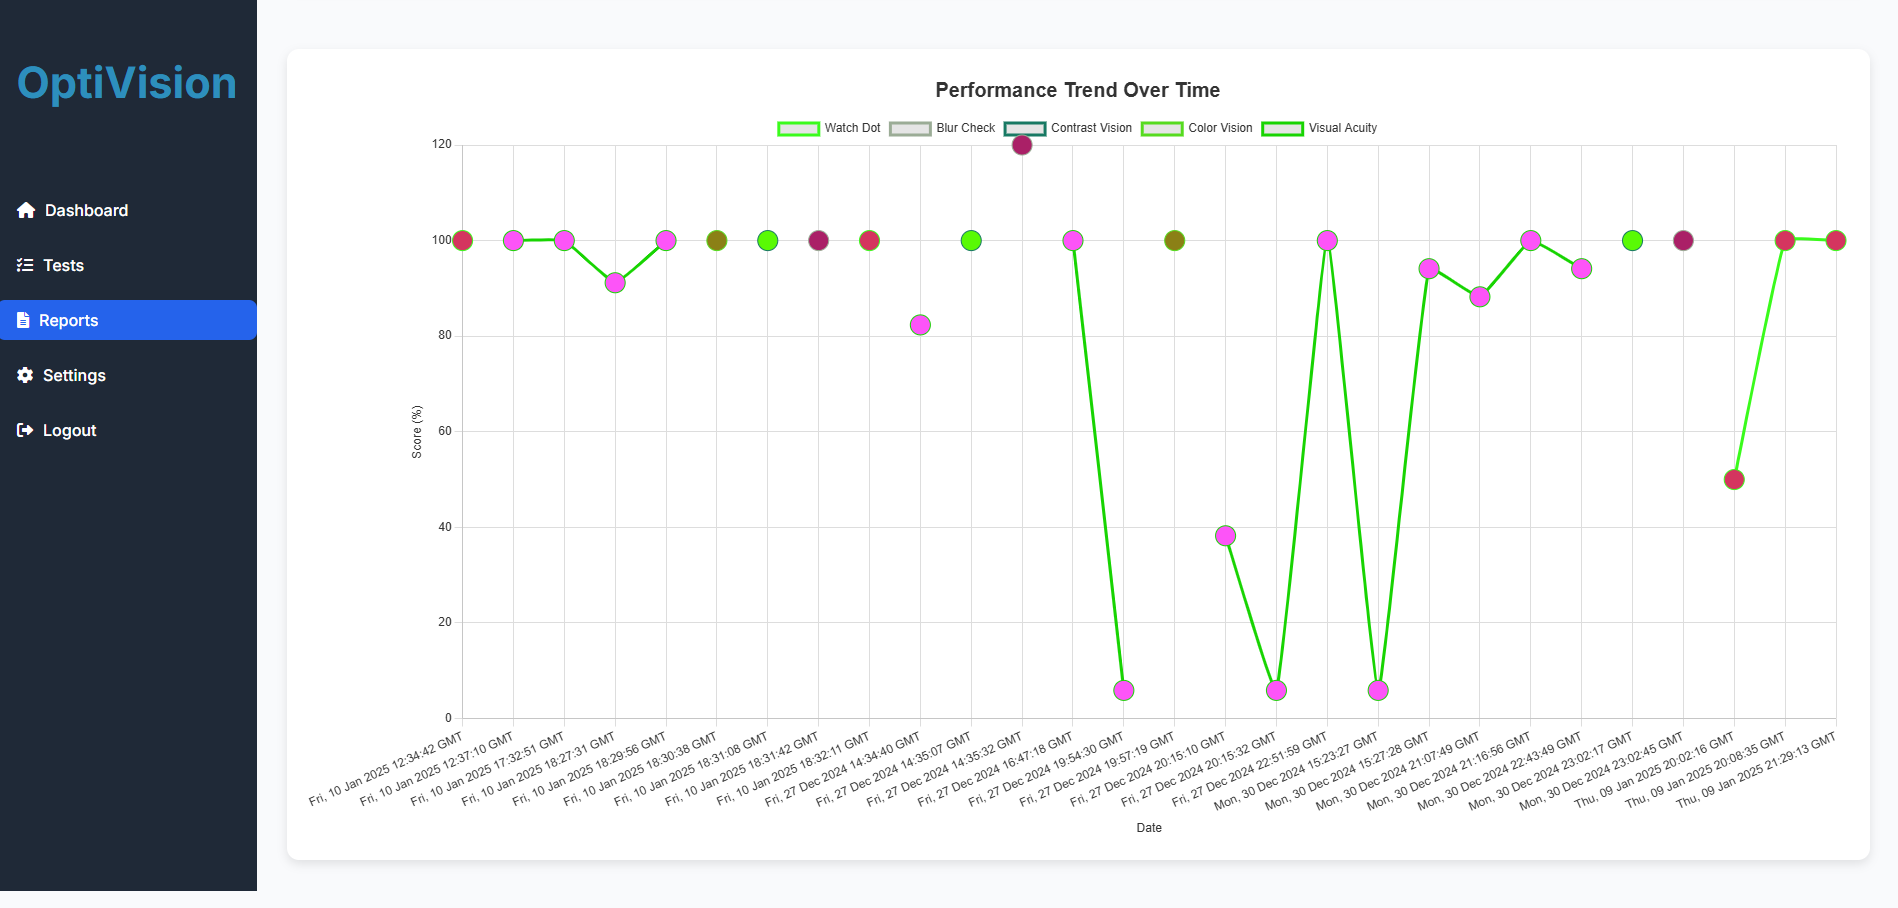 OptiVision
Dashboard
Tests
Reports
Settings
Logout
Performance Trend Over Time
Watch Dot
Blur Check
Contrast Vision
Color Vision
Visual Acuity
120
100
80
60
40
20
0
Score (%)
Fri, 10 Jan 2025 12:34:42 GMT
Fri, 10 Jan 2025 12:37:10 GMT
Fri, 10 Jan 2025 17:32:51 GMT
Fri, 10 Jan 2025 18:27:31 GMT
Fri, 10 Jan 2025 18:29:56 GMT
Fri, 10 Jan 2025 18:30:38 GMT
Fri, 10 Jan 2025 18:31:08 GMT
Fri, 10 Jan 2025 18:31:42 GMT
Fri, 10 Jan 2025 18:32:11 GMT
Fri, 27 Dec 2024 14:34:40 GMT
Fri, 27 Dec 2024 14:35:07 GMT
Fri, 27 Dec 2024 14:35:32 GMT
Fri, 27 Dec 2024 16:47:18 GMT
Fri, 27 Dec 2024 19:54:30 GMT
Fri, 27 Dec 2024 19:57:19 GMT
Fri, 27 Dec 2024 20:15:10 GMT
Fri, 27 Dec 2024 20:15:32 GMT
Fri, 27 Dec 2024 22:51:59 GMT
Mon, 30 Dec 2024 15:23:27 GMT
Mon, 30 Dec 2024 15:27:28 GMT
Mon, 30 Dec 2024 21:07:49 GMT
Mon, 30 Dec 2024 21:16:56 GMT
Mon, 30 Dec 2024 22:43:49 GMT
Mon, 30 Dec 2024 23:02:17 GMT
Mon, 30 Dec 2024 23:02:45 GMT
Thu, 09 Jan 2025 20:02:16 GMT
Thu, 09 Jan 2025 20:08:35 GMT
Thu, 09 Jan 2025 21:29:13 GMT
Date